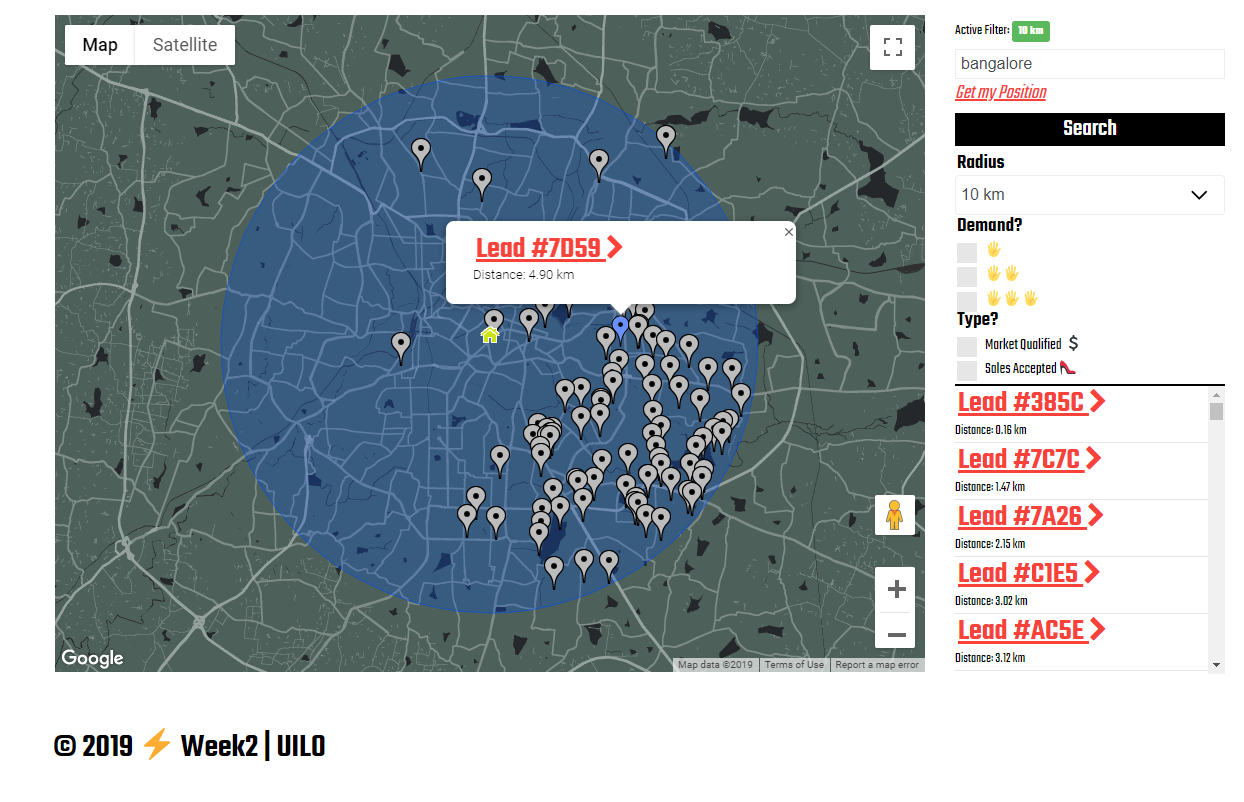 Map
Satellite
Lead #7D59
×
Distance: 4.90 km
Google
Map data ©2019
Terms of Use
Report a map error
Active Filter: 10 km
bangalore
Get my Position
Search
Radius
10 km
Demand?
Type?
Market Qualified $
Sales Accepted
Lead #385C
Distance: 0.16 km
Lead #7C7C
Distance: 1.47 km
Lead #7A26
Distance: 2.15 km
Lead #C1E5
Distance: 3.02 km
Lead #AC5E
Distance: 3.12 km
© 2019 ⚡ Week2 | UILO